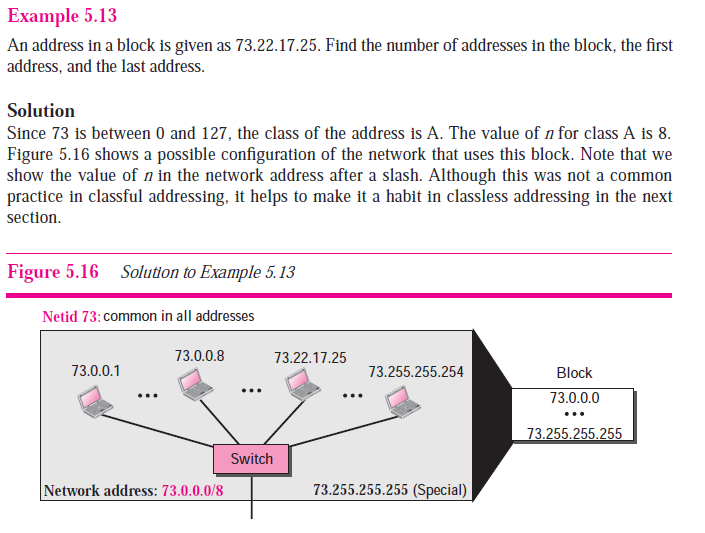 Example 5.13
An address in a block is given as 73.22.17.25. Find the number of addresses in the block, the first
address, and the last address.
Solution
Since 73 is between 0 and 127, the class of the address is A. The value of n for class A is 8.
Figure 5.16 shows a possible configuration of the network that uses this block. Note that we
show the value of n in the network address after a slash. Although this was not a common
practice in classful addressing, it helps to make it a habit in classless addressing in the next
section.
Figure 5.16 Solution to Example 5.13
Netid 73: common in all addresses
73.0.0.1
73.0.0.8
73.22.17.25
73.255.255.254
Block
73.0.0.0
•••
73.255.255.255
•••
•••
•••
Switch
Network address: 73.0.0.0/8
73.255.255.255 (Special)